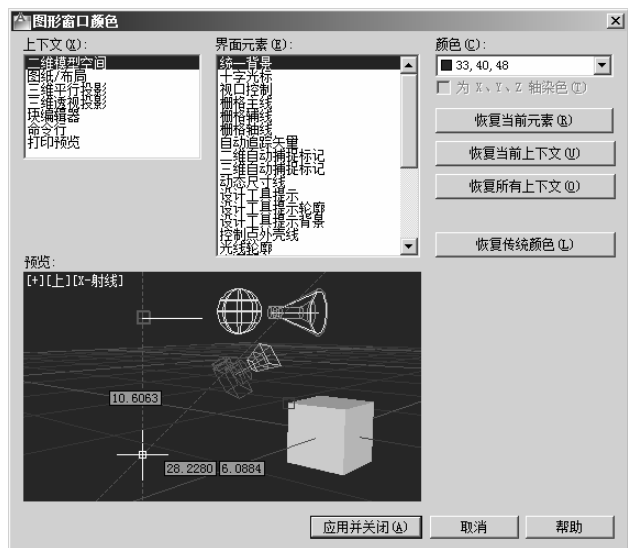 图形窗口颜色
上下文(X):
二维模型空间
图纸/布局
三维平行投影
三维透视投影
块编辑器
命令行
打印预览
界面元素(E):
统一背景
十字光标
视口控制
栅格主线
栅格辅线
栅格轴线
自动追踪矢量
二维自动捕捉标记
三维自动捕捉标记
动态尺寸线
设计工具提示
设计工具提示轮廓
设计工具提示背景
控制点外壳线
光线轮廓
颜色(C):
33, 40, 48
为 X、Y、Z 轴染色(T)
恢复当前元素(R)
恢复当前上下文(U)
恢复所有上下文(O)
恢复传统颜色(L)
预览:
[+][上][X-射线]
10.6063
28.2280 6.0884
应用并关闭(A)
取消
帮助